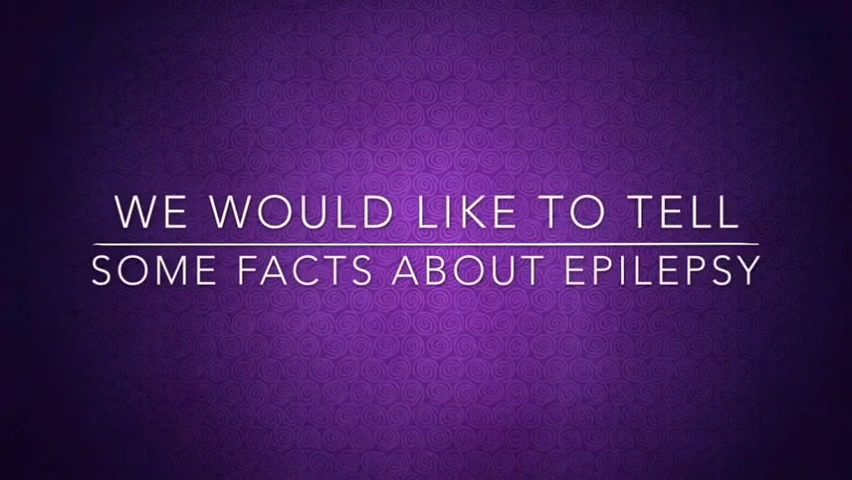 WE WOULD LIKE TO TELL
SOME FACTS ABOUT EPILEPSY